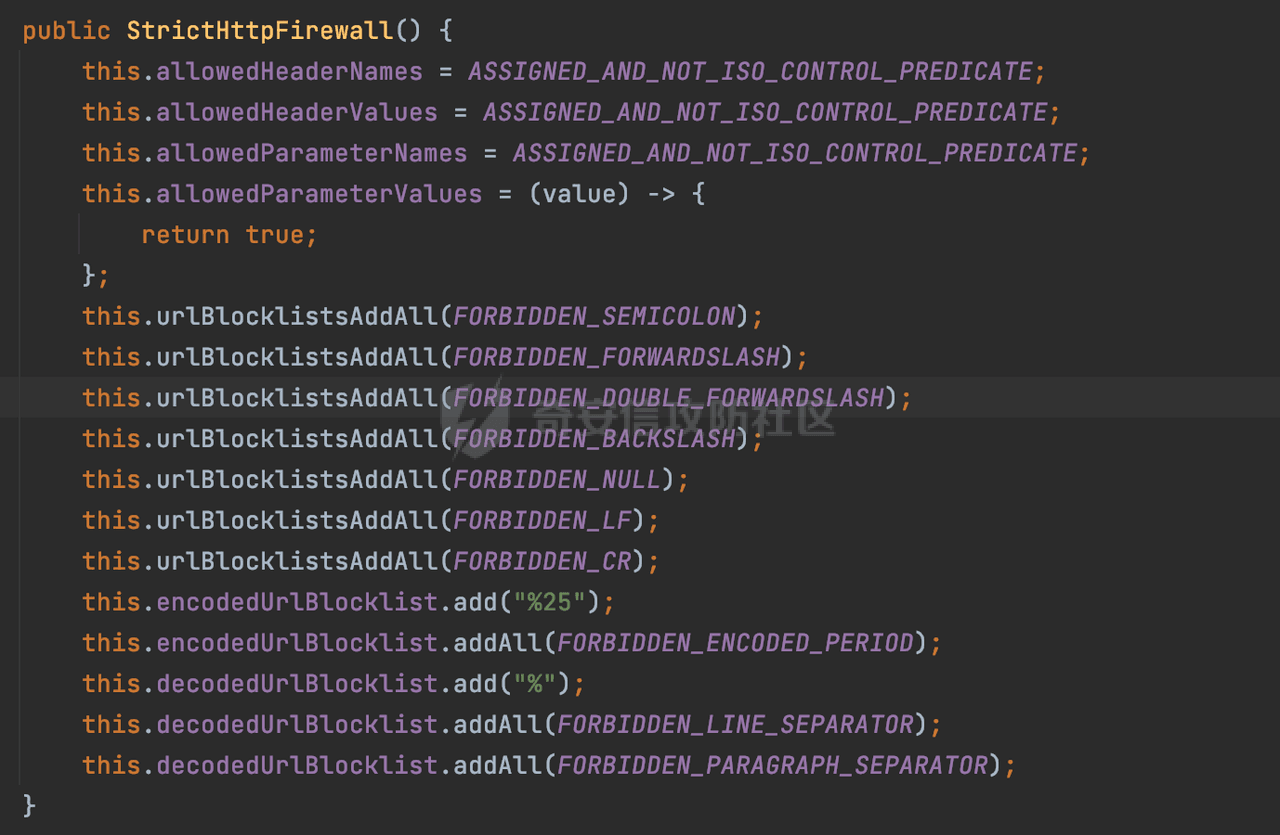 public StrictHttpFirewall() {
    this.allowedHeaderNames = ASSIGNED_AND_NOT_ISO_CONTROL_PREDICATE;
    this.allowedHeaderValues = ASSIGNED_AND_NOT_ISO_CONTROL_PREDICATE;
    this.allowedParameterNames = ASSIGNED_AND_NOT_ISO_CONTROL_PREDICATE;
    this.allowedParameterValues = (value) -> {
        return true;
    };
    this.urlBlocklistsAddAll(FORBIDDEN_SEMICOLON);
    this.urlBlocklistsAddAll(FORBIDDEN_FORWARDSLASH);
    this.urlBlocklistsAddAll(FORBIDDEN_DOUBLE_FORWARDSLASH);
奇安信攻防社区
    this.urlBlocklistsAddAll(FORBIDDEN_BACKSLASH);
    this.urlBlocklistsAddAll(FORBIDDEN_NULL);
    this.urlBlocklistsAddAll(FORBIDDEN_LF);
    this.urlBlocklistsAddAll(FORBIDDEN_CR);
    this.encodedUrlBlocklist.add("%25");
    this.encodedUrlBlocklist.addAll(FORBIDDEN_ENCODED_PERIOD);
    this.decodedUrlBlocklist.add("%");
    this.decodedUrlBlocklist.addAll(FORBIDDEN_LINE_SEPARATOR);
    this.decodedUrlBlocklist.addAll(FORBIDDEN_PARAGRAPH_SEPARATOR);
}